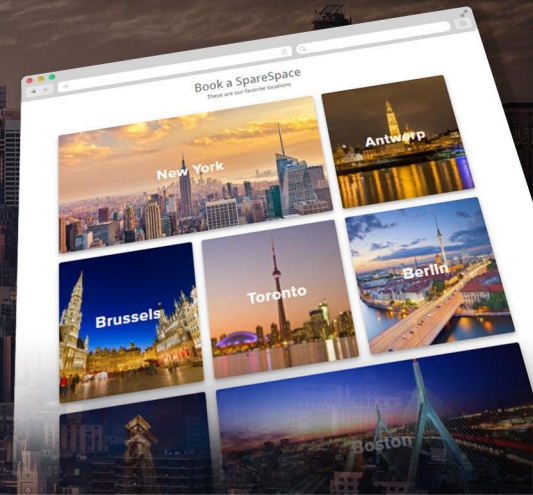 Book a SpareSpace
These are our favorite locations
New York
Antwerp
Brussels
Toronto
Berlin
Boston